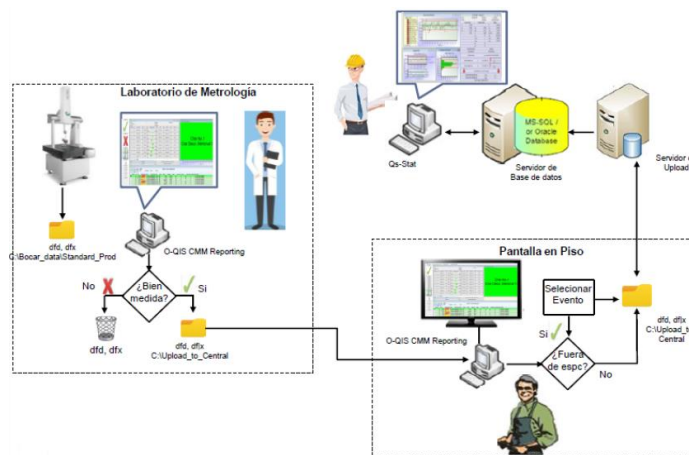 Laboratorio de Metrología
dfd, dfx
C:\Bocar_data\Standard_Prod
O-QIS CMM Reporting
No
¿Bien
medida?
Si
dfd, dfx
dfd, dfx
C:\Upload_to_Central
Qs-Stat
MS-SQL /
or Oracle
Database
Servidor de
Base de datos
Servidor d
Upload
Pantalla en Piso
O-QIS CMM Reporting
Selecionar
Evento
Si
¿Fuera
de espc?
No
dfd, dfx
C:\Upload_to
Central